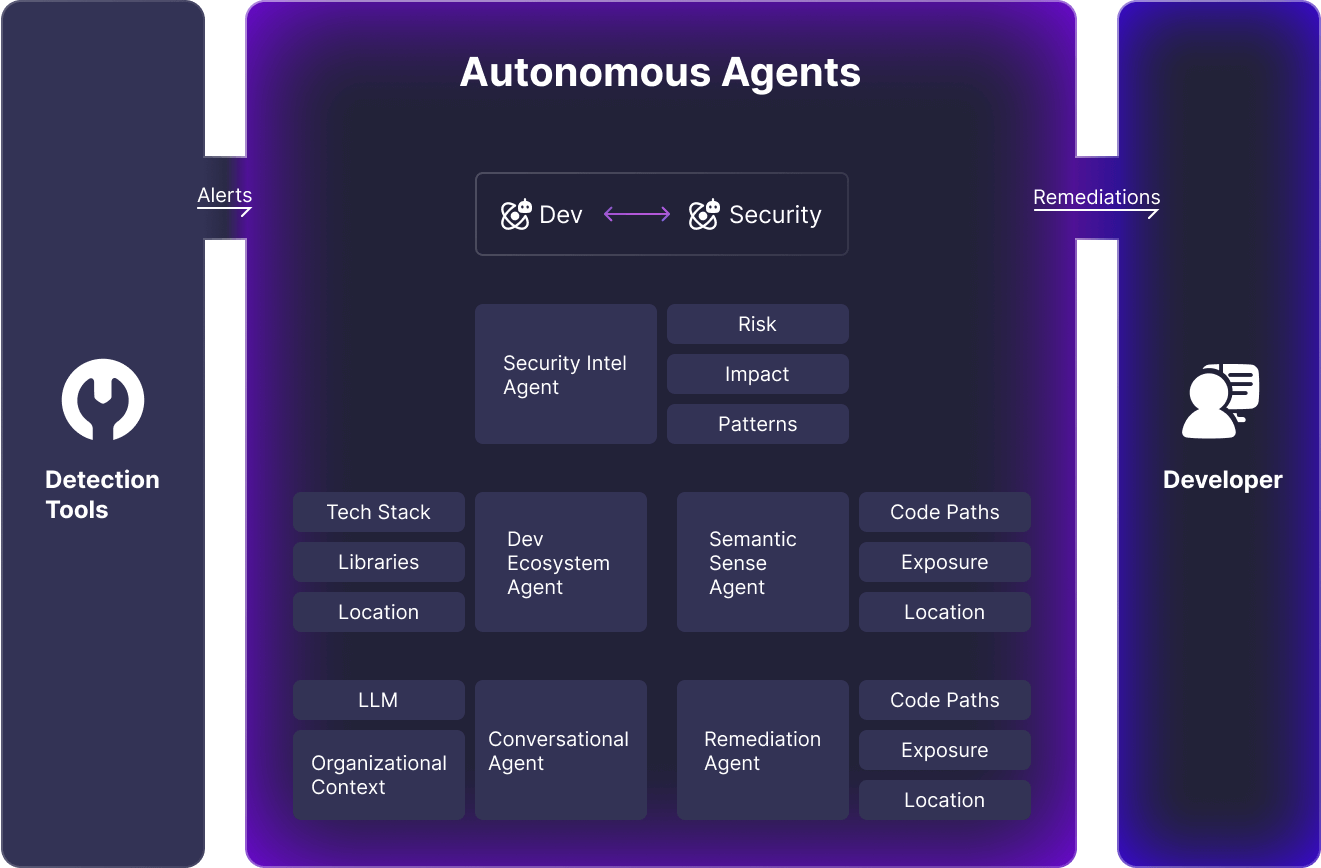 Autonomous Agents
Alerts
Dev
Security
Remediations
Security Intel
Agent
Risk
Impact
Patterns
Detection
Tools
Developer
Tech Stack
Libraries
Location
Dev
Ecosystem
Agent
Semantic
Sense
Agent
Code Paths
Exposure
Location
LLM
Organizational
Context
Conversational
Agent
Remediation
Agent
Code Paths
Exposure
Location